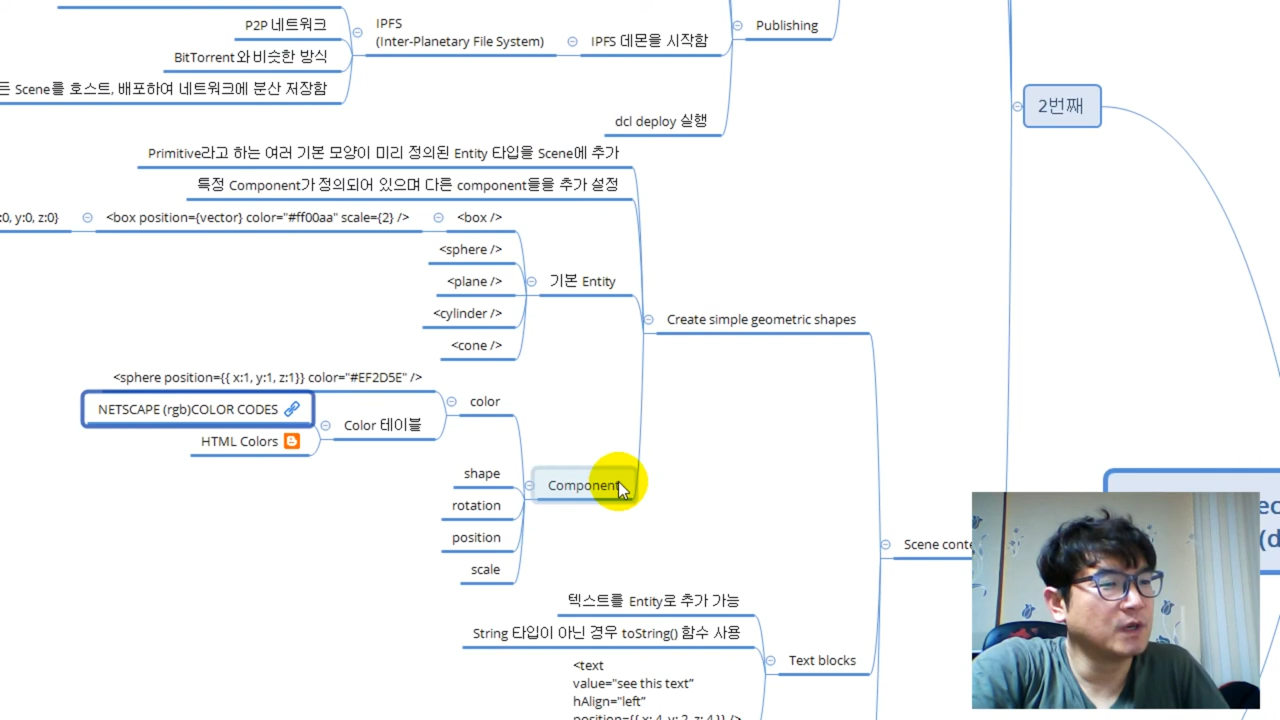 P2P 네트워크
BitTorrent와 비슷한 방식
든 Scene를 호스트, 배포하여 네트워크에 분산 저장함
IPFS
(Inter-Planetary File System)
IPFS 데몬을 시작함
Publishing
dcl deploy 실행
2번째
Primitive라고 하는 여러 기본 모양이 미리 정의된 Entity 타입을 Scene에 추가
특정 Component가 정의되어 있으며 다른 component들을 추가 설정
:0, y:0, z:0}
<box position={vector} color="#ff00aa" scale={2} />
<box />
<sphere />
<plane />
<cylinder />
<cone />
기본 Entity
Create simple geometric shapes
<sphere position={{ x:1, y:1, z:1}} color="#EF2D5E" />
NETSCAPE (rgb)COLOR CODES
HTML Colors
Color 테이블
color
shape
rotation
position
scale
Component
Scene conte
텍스트를 Entity로 추가 가능
String 타입이 아닌 경우 toString() 함수 사용
<text
value="see this text"
hAlign="left"
position={{ x: 4, y: 2, z: 4 }} />
Text blocks
ec
(d